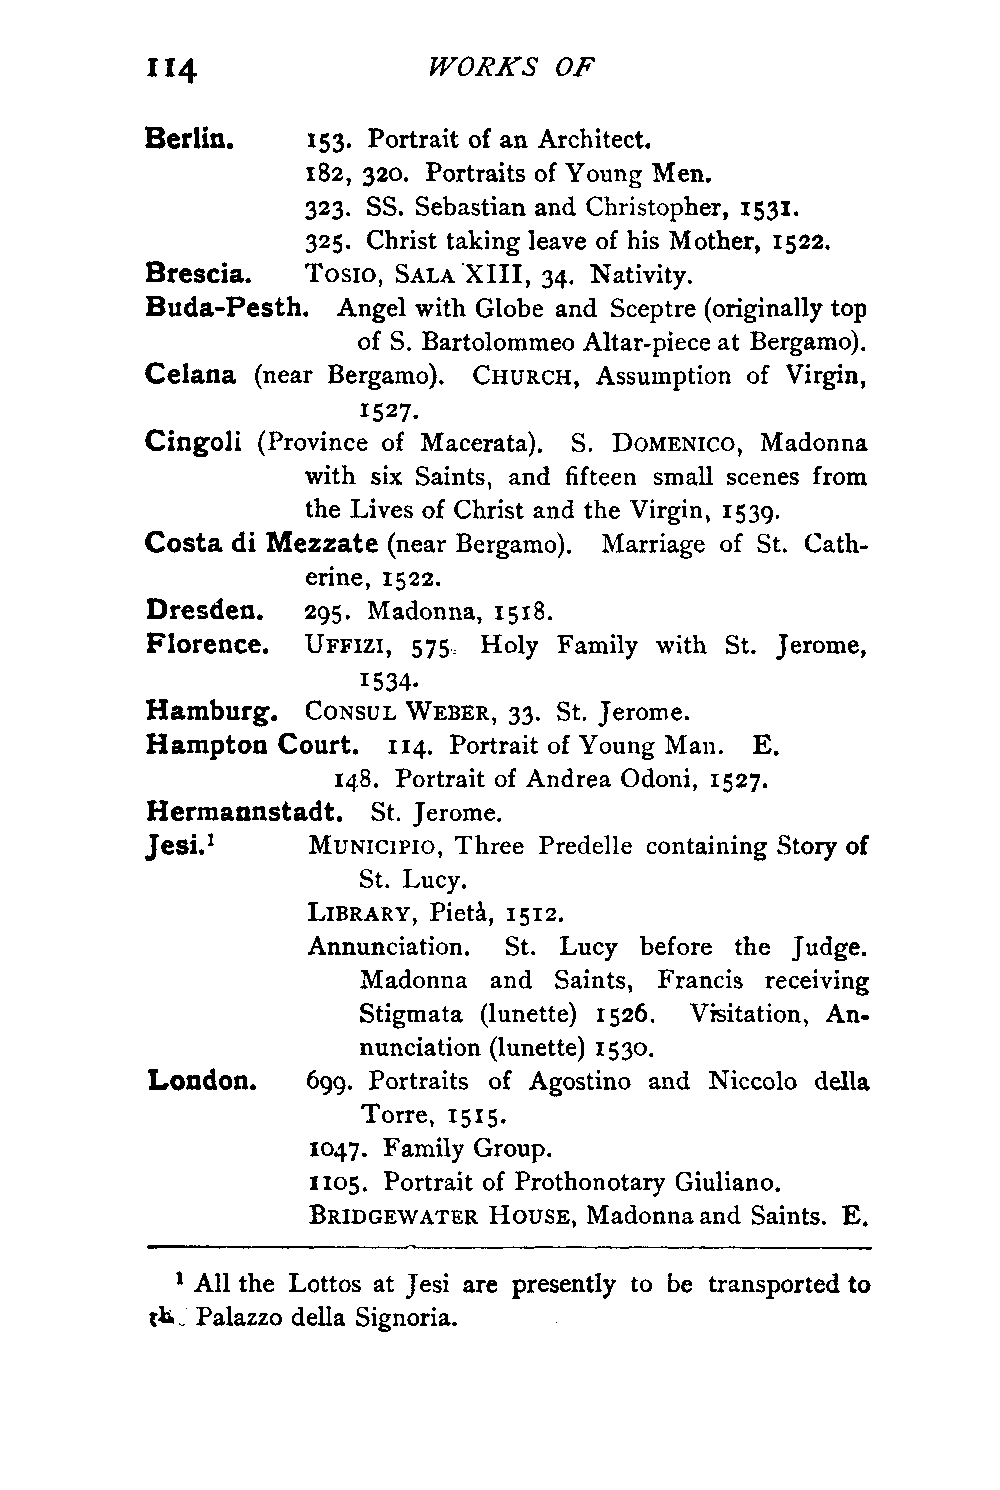 114 WORKS OF
Berlin. 153. Portrait of an Architect.
182, 320. Portraits of Young Men.
323. SS. Sebastian and Christopher, 1531.
325. Christ taking leave of his Mother, 1522.
Brescia. TOSIO, SALA XIII, 34. Nativity.
Buda-Pesth. Angel with Globe and Sceptre (originally top
of S. Bartolommeo Altar-piece at Bergamo).
Celana (near Bergamo). CHURCH, Assumption of Virgin,
1527.
Cingoli (Province of Macerata). S. DOMENICO, Madonna
with six Saints, and fifteen small scenes from
the Lives of Christ and the Virgin, 1539.
Costa di Mezzate (near Bergamo). Marriage of St. Cath-
erine, 1522.
Dresden. 295. Madonna, 1518.
Florence. UFFIZI, 575. Holy Family with St. Jerome,
1534.
Hamburg. CONSUL WEBER, 33. St. Jerome.
Hampton Court. 114. Portrait of Young Man. E.
148. Portrait of Andrea Odoni, 1527.
Hermannstadt. St. Jerome.
Jesi.¹ MUNICIPIO, Three Predelle containing Story of
St. Lucy.
LIBRARY, Pietà, 1512.
Annunciation. St. Lucy before the Judge.
Madonna and Saints, Francis receiving
Stigmata (lunette) 1526. Visitation, An-
nunciation (lunette) 1530.
London. 699. Portraits of Agostino and Niccolo della
Torre, 1515.
1047. Family Group.
1105. Portrait of Prothonotary Giuliano.
BRIDGEWATER HOUSE, Madonna and Saints. E.
¹ All the Lottos at Jesi are presently to be transported to
the Palazzo della Signoria.